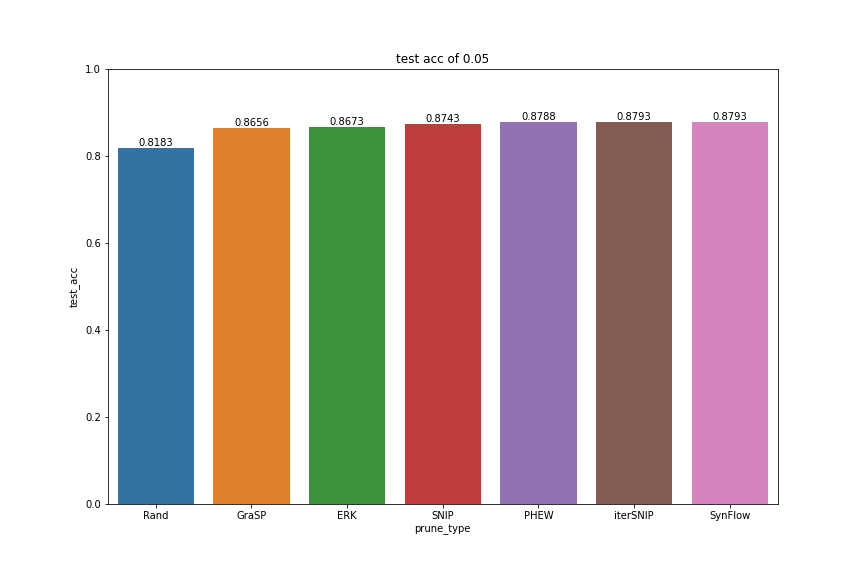 test acc of 0.05
1.0
0.8
0.6
0.4
0.2
0.0
test_acc
0.8183
0.8656
0.8673
0.8743
0.8788
0.8793
0.8793
Rand
GraSP
ERK
SNIP
PHEW
iterSNIP
SynFlow
prune_type